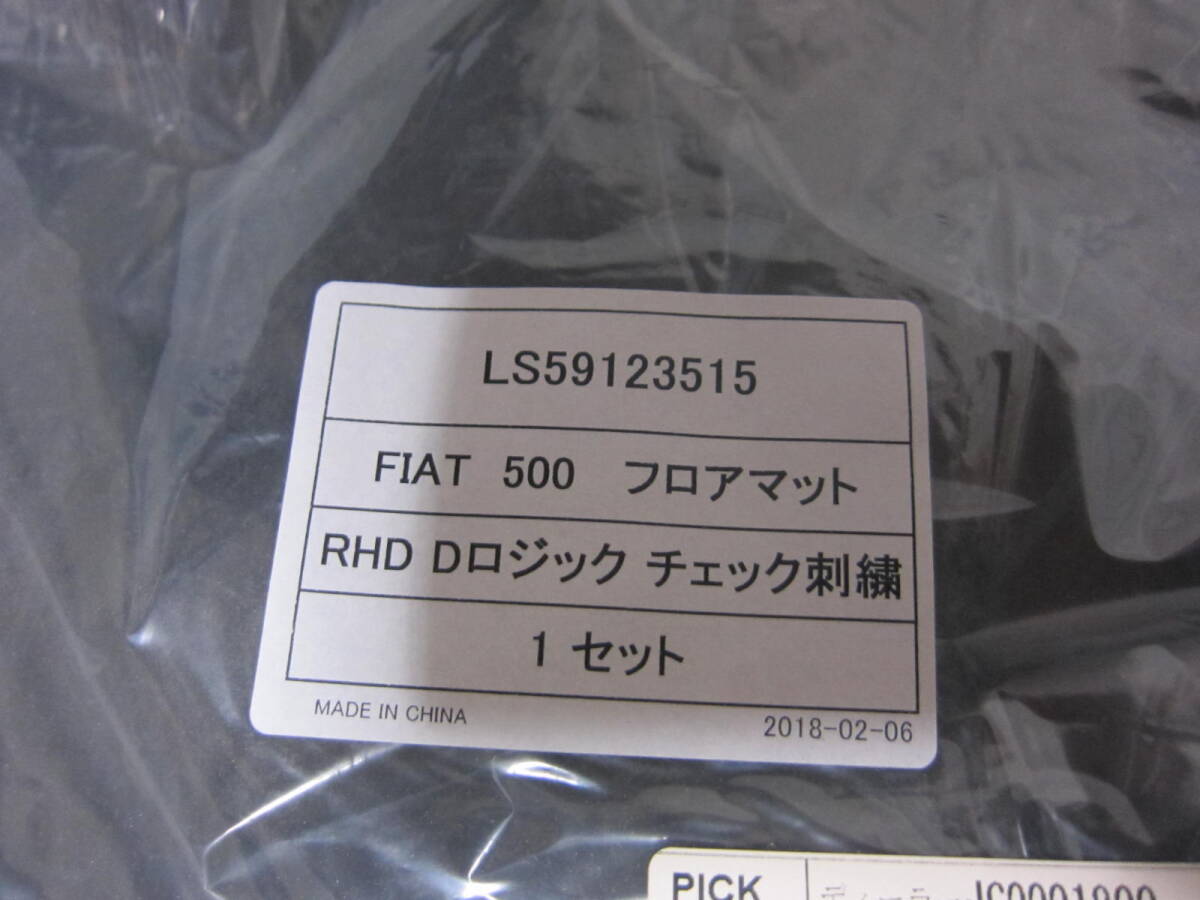 LS59123515
FIAT 500 フロアマット
RHD Dロジック チェック刺繍
1 セット
MADE IN CHINA
2018-02-06
PICK